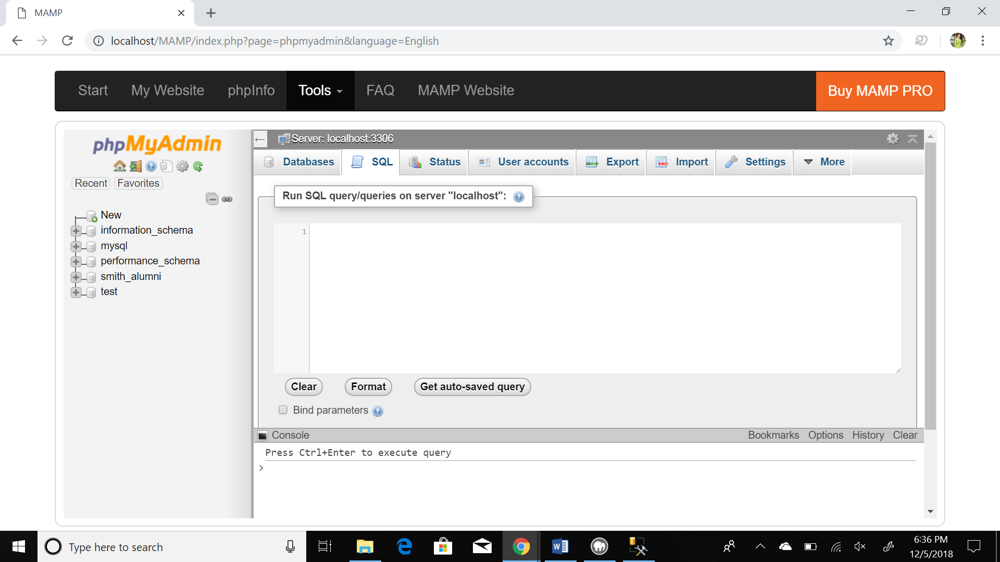 MAMP
localhost/MAMP/index.php?page=phpmyadmin&language=English
Start My Website phpInfo Tools FAQ MAMP Website Buy MAMP PRO
phpMyAdmin
Recent Favorites
New
information_schema
mysql
performance_schema
smith_alumni
test
Server: localhost:3306
Databases SQL Status User accounts Export Import Settings More
Run SQL query/queries on server "localhost":
1
Clear Format Get auto-saved query
Bind parameters
Console Bookmarks Options History Clear
Press Ctrl+Enter to execute query
>
Type here to search
6:36 PM
12/5/2018